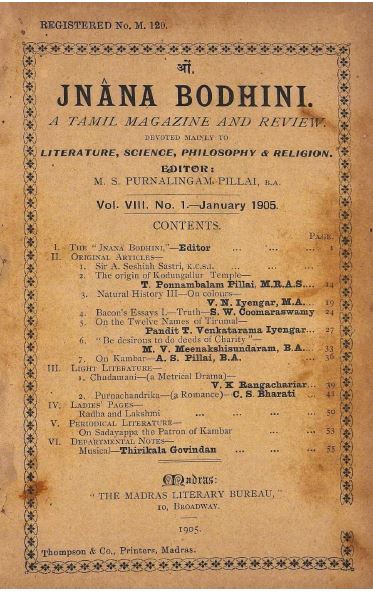 REGISTERED No. M. 120.
ओं.
JNÂNA BODHINI.
A TAMIL MAGAZINE AND REVIEW.
DEVOTED MAINLY TO
LITERATURE, SCIENCE, PHILOSOPHY & RELIGION.
EDITOR:
M. S. PURNALINGAM PILLAI, B.A.
Vol. VIII. No. 1.—January 1905.
CONTENTS.
PAGE.
I. THE "JNANA BODHINI,"—Editor ... ... ... 1
II. ORIGINAL ARTICLES—
1. Sir A. Seshiah Sastri, K.C.S.I. ... ... ...
2. The origin of Kodungallur Temple—
T. Ponnambalam Pillai, M.R.A.S.... 14
3. Natural History III—On colours—
V. N. Iyengar, M.A. ... 19
4. Bacon's Essays I.—Truth—S. W. Coomaraswamy 24
5. On the Twelve Names of Tirumal—
Pandit T. Venkatarama Iyengar... 27
6. "Be desirous to do deeds of Charity"—
M. V. Meenakshisundaram, B.A.... 33
7. On Kambar—A. S. Pillai, B.A. ... ... 36
III. LIGHT LITERATURE—
1. Chudamani—(a Metrical Drama)—
V. K Rangachariar... 39
2. Purnachandrika—(a Romance)—C. S. Bharati ... 41
IV. LADIES' PAGES—
Radha and Lakshmi ... ... ... ... 50
V. PERIODICAL LITERATURE—
On Sadayappa the Patron of Kambar ... ... 53
VI. DEPARTMENTAL NOTES—
Musical—Thirikala Govindan ... ... ... 55
Madras:
"THE MADRAS LITERARY BUREAU,"
10, BROADWAY.
1905.
Thompson & Co., Printers, Madras.